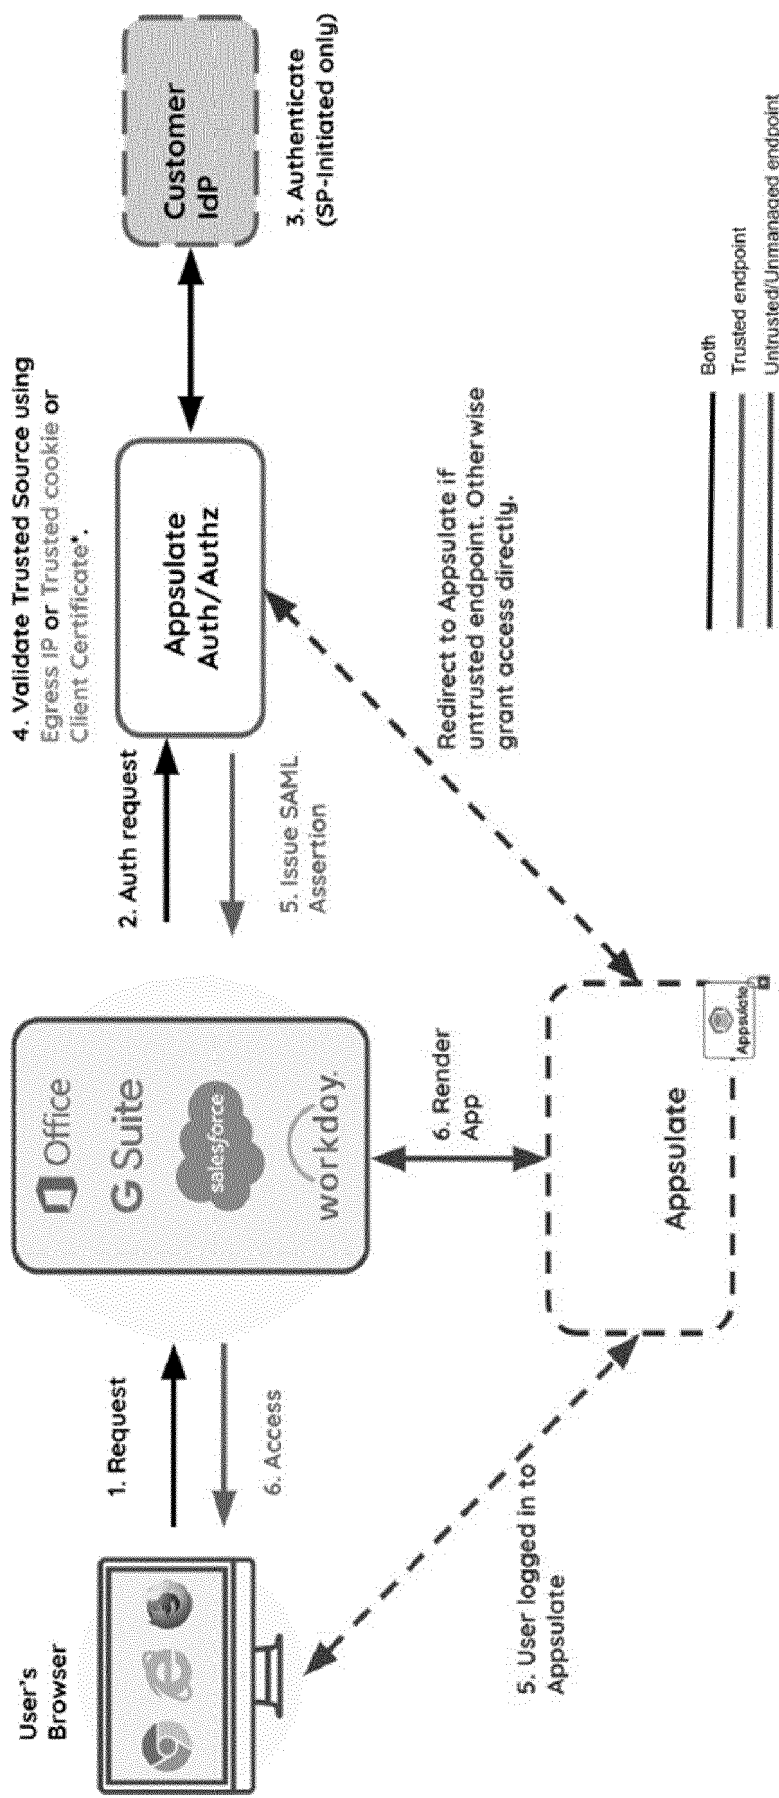 User's
Browser
1. Request
6. Access
Office
G Suite
salesforce
workday.
2. Auth request
5. Issue SAML
Assertion
4. Validate Trusted Source using
Egress IP or Trusted cookie or
Client Certificate*.
Appsulate
Auth/Authz
Customer
IdP
3. Authenticate
(SP-Initiated only)
5. User logged in to
Appsulate
6. Render
App
Appsulate
Appsulate
Redirect to Appsulate if
untrusted endpoint. Otherwise
grant access directly.
Both
Trusted endpoint
Untrusted/Unmanaged endpoint